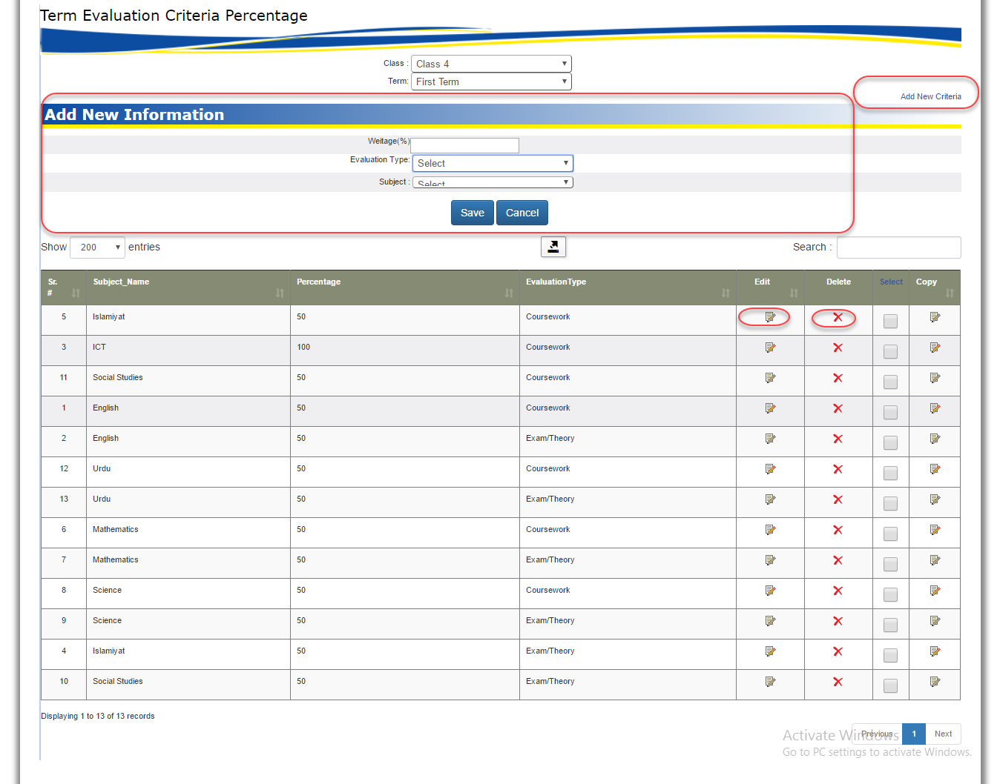 Term Evaluation Criteria Percentage
Class : Class 4
Term: First Term
Add New Criteria
Add New Information
Weitage(%)
Evaluation Type: Select
Subject : Select
Save Cancel
Show 200 entries Search :
Sr. # Subject_Name Percentage EvaluationType Edit Delete Select Copy
5 Islamiyat 50 Coursework
3 ICT 100 Coursework
11 Social Studies 50 Coursework
1 English 50 Coursework
2 English 50 Exam/Theory
12 Urdu 50 Coursework
13 Urdu 50 Exam/Theory
6 Mathematics 50 Coursework
7 Mathematics 50 Exam/Theory
8 Science 50 Coursework
9 Science 50 Exam/Theory
4 Islamiyat 50 Exam/Theory
10 Social Studies 50 Exam/Theory
Displaying 1 to 13 of 13 records
Previous 1 Next
Activate Windows
Go to PC settings to activate Windows.